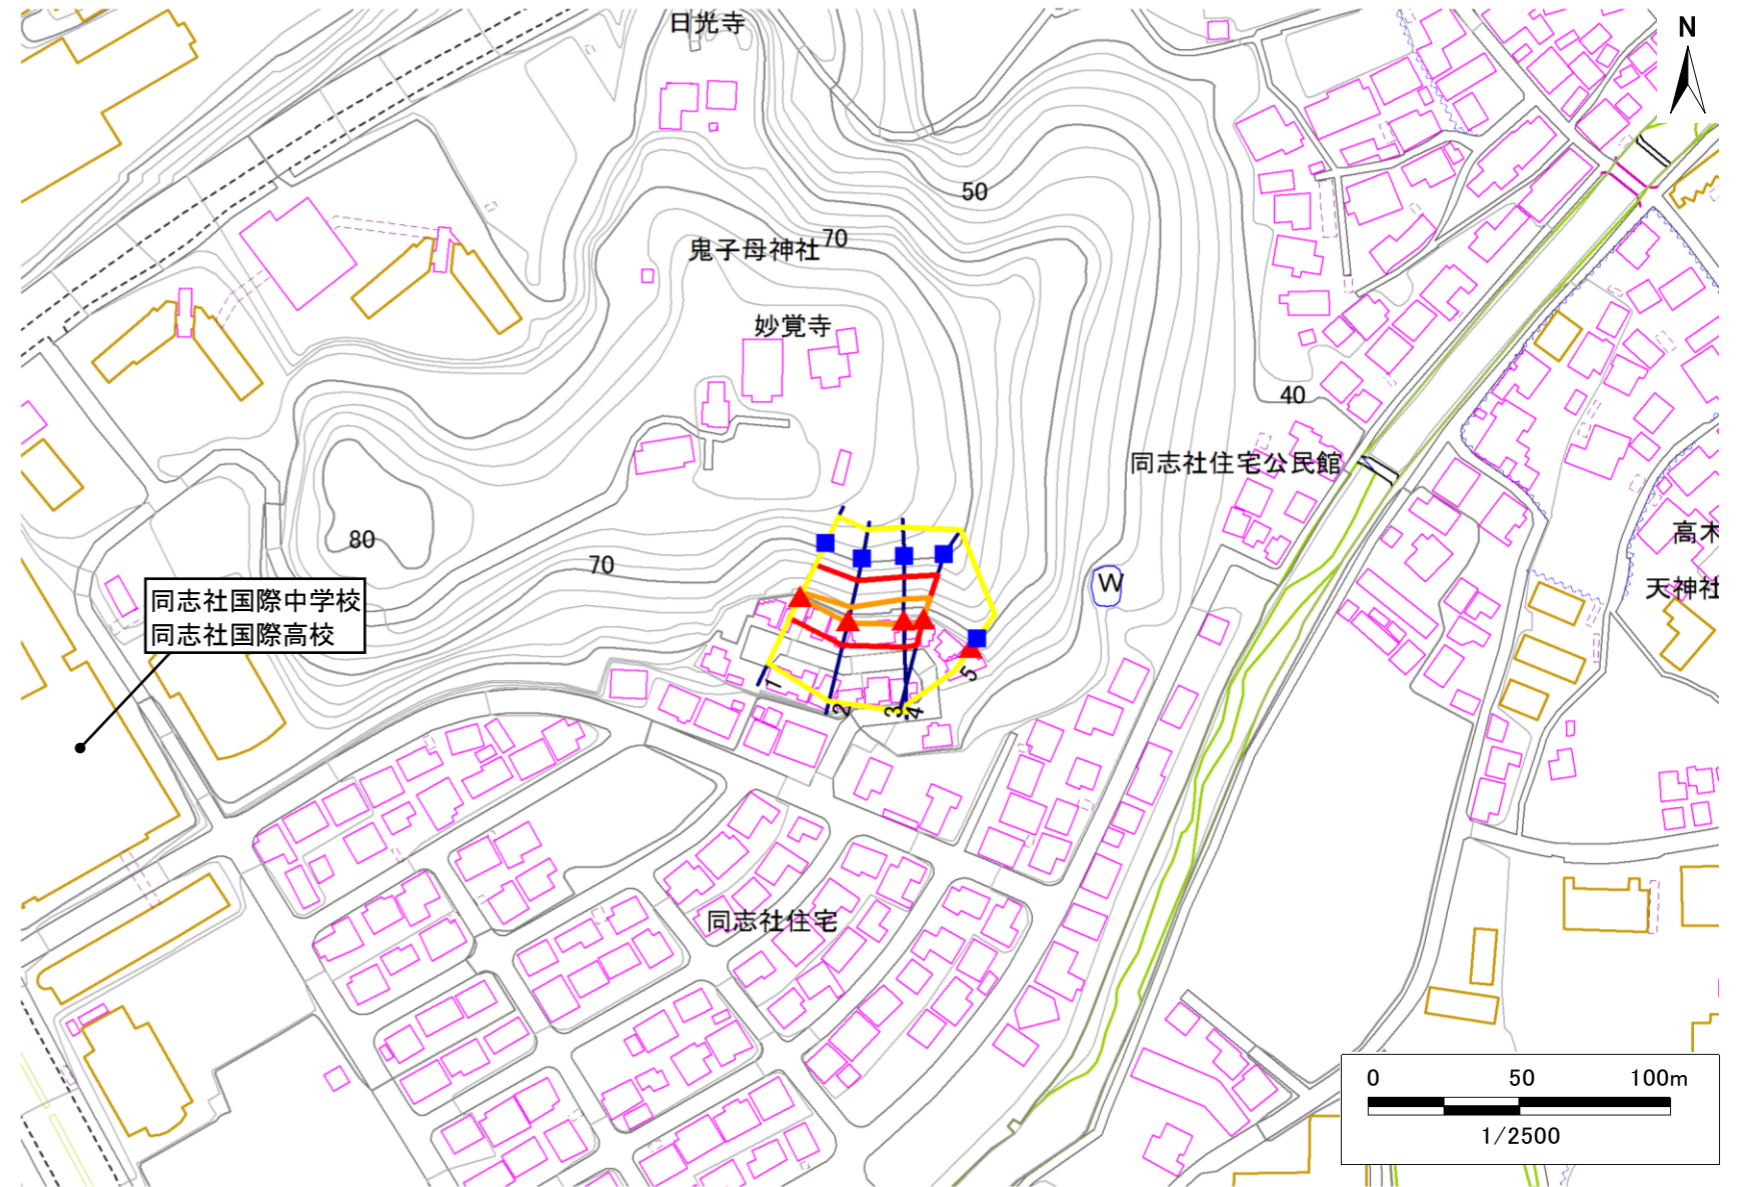 日光寺
N
50
鬼子母神社
70
妙覚寺
40
同志社住宅公民館
80
70
高木
天神社
W
同志社国際中学校
同志社国際高校
1
2
3
4
5
同志社住宅
0 50 100m
1/2500